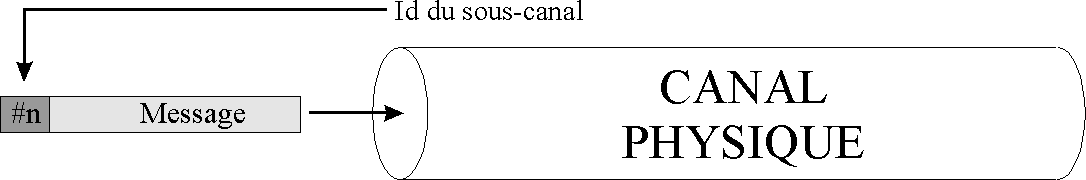 Id du sous-canal
#n Message
CANAL
PHYSIQUE